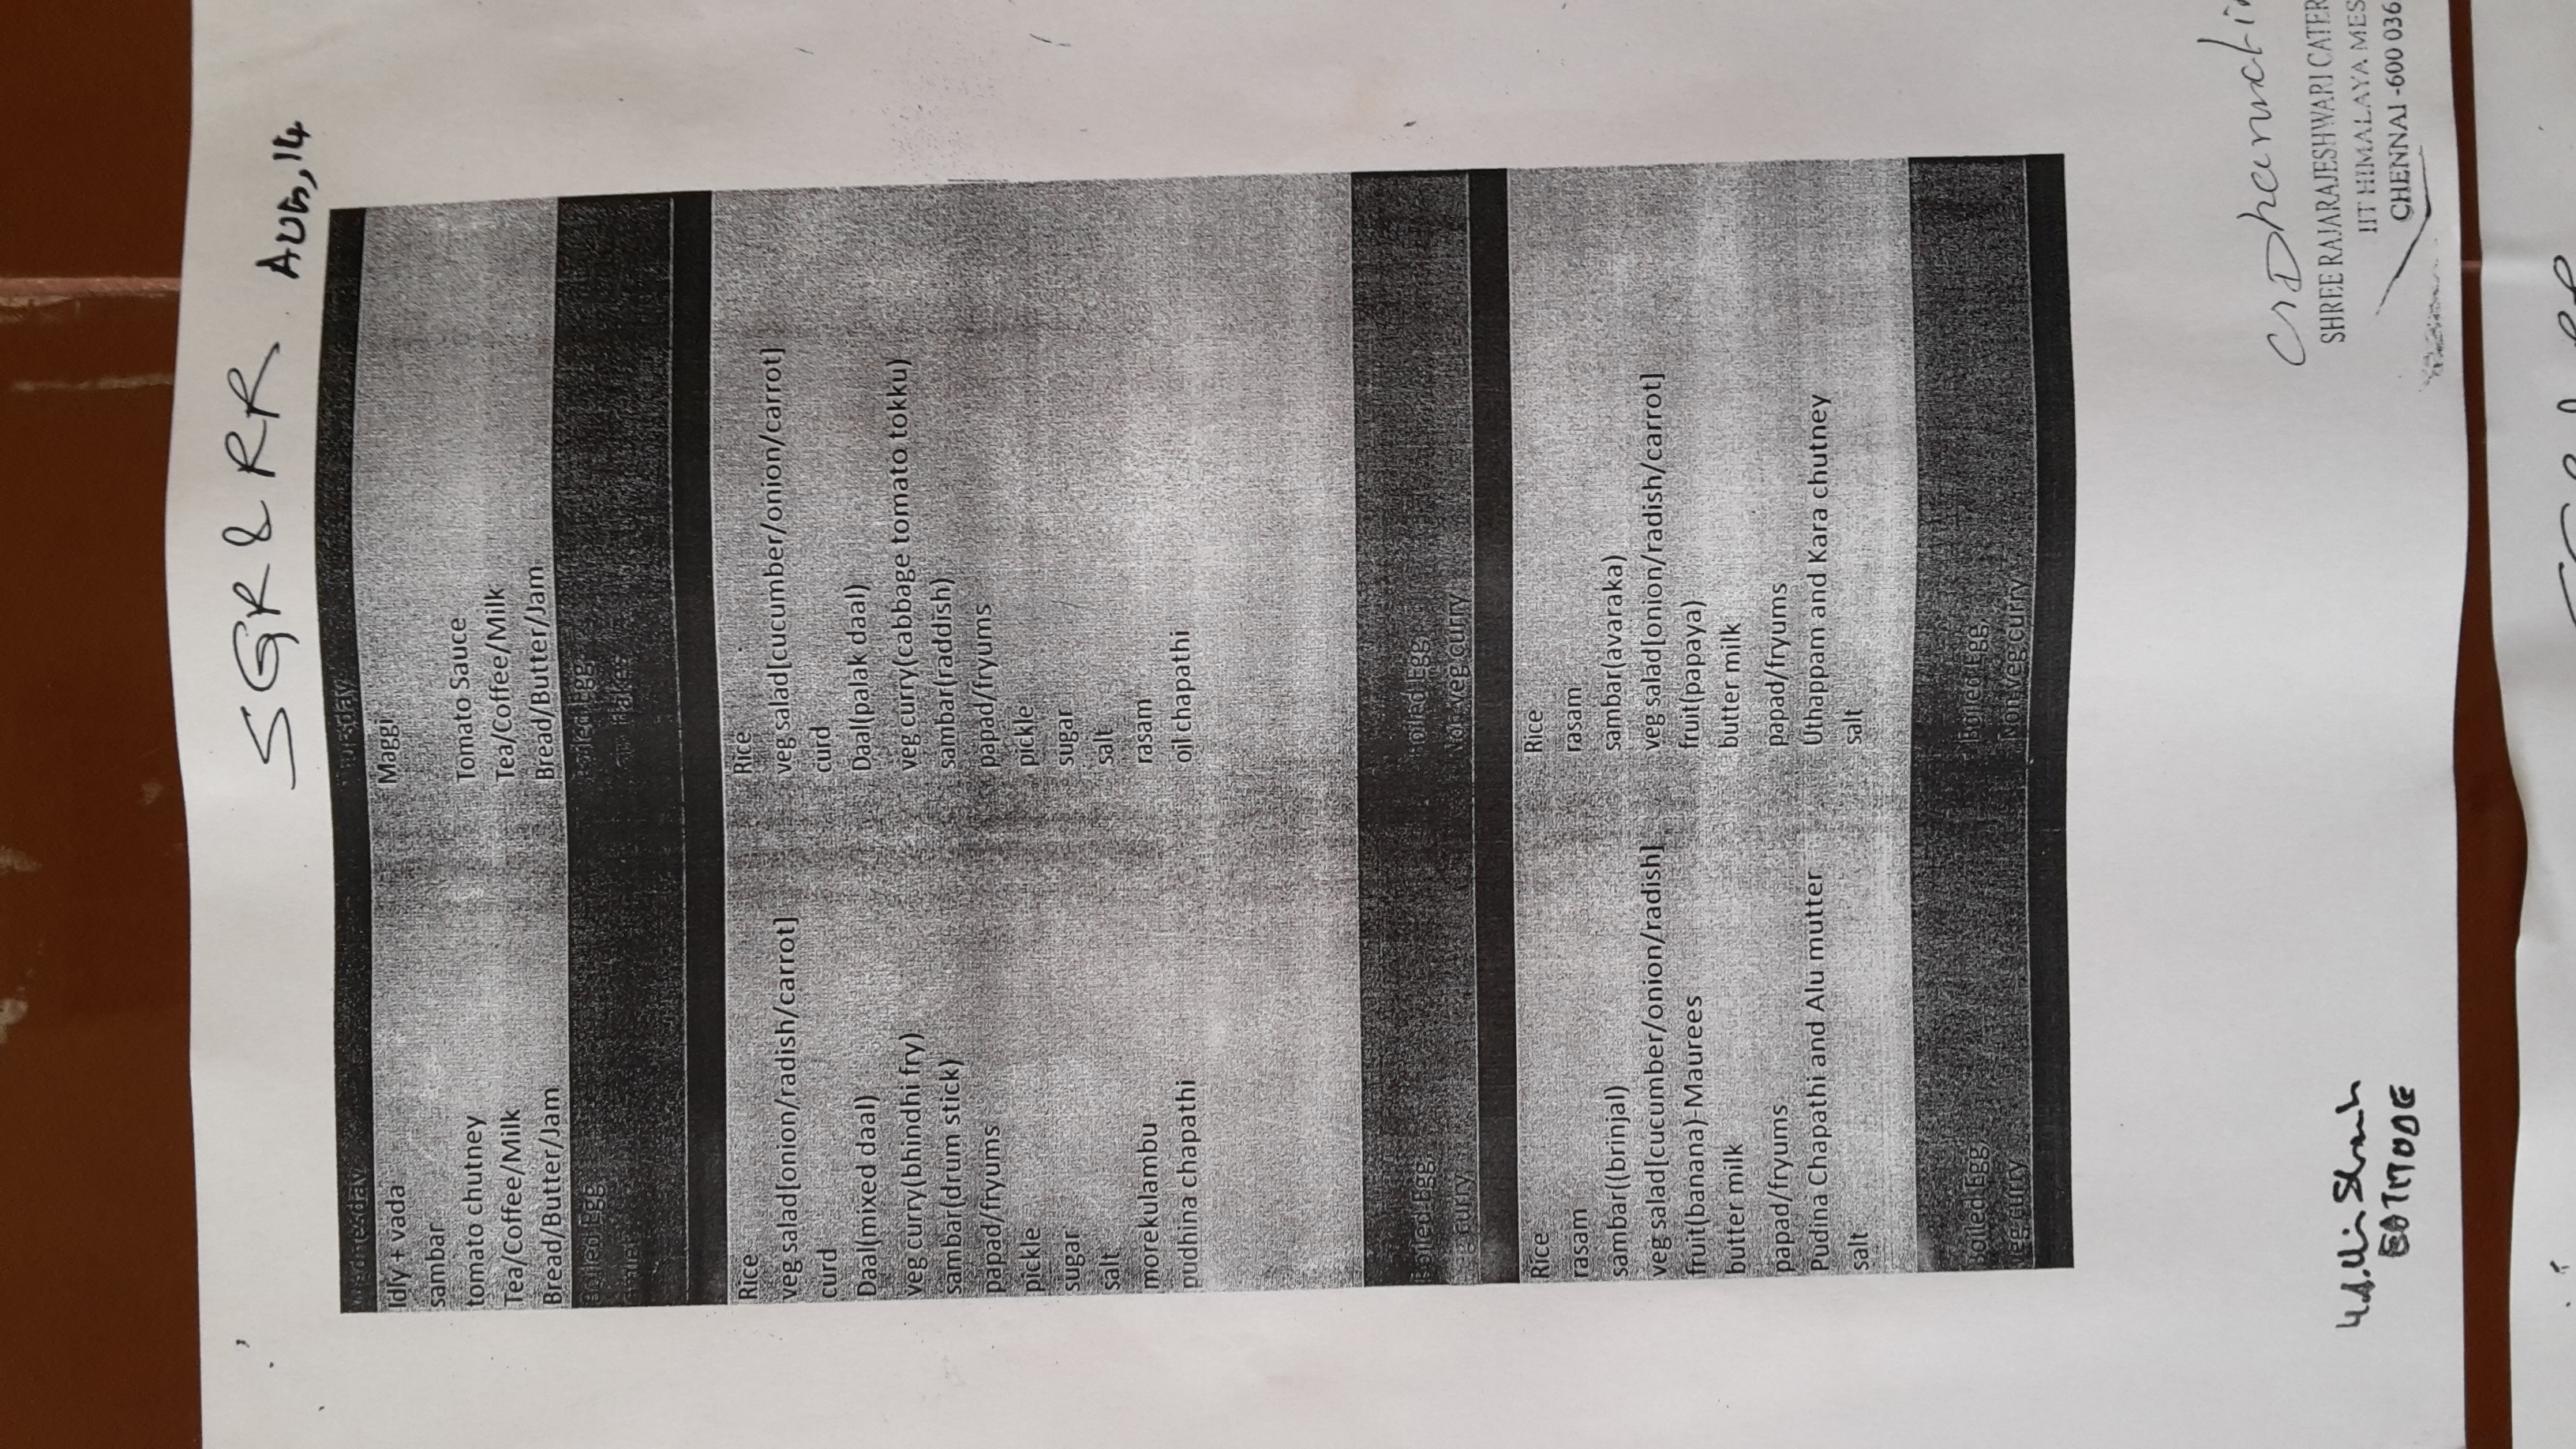 SGR & RR AUG, 14
Wednesday Thursday
Idly + vada Maggi
sambar
tomato chutney Tomato Sauce
Tea/Coffee/Milk Tea/Coffee/Milk
Bread/Butter/Jam Bread/Butter/Jam
Boiled Egg Boiled Egg
flakes
Rice Rice
veg salad[onion/radish/carrot] veg salad[cucumber/onion/carrot]
curd curd
Daal(mixed daal) Daal(palak daal)
veg curry(bhindhi fry) veg curry(cabbage tomato tokku)
sambar(drum stick) sambar(raddish)
papad/fryums papad/fryums
pickle pickle
sugar sugar
salt salt
morekulambu rasam
pudhina chapathi oil chapathi
Boiled Egg, Boiled Egg,
veg curry Non veg curry
Rice Rice
rasam rasam
sambar((brinjal) sambar(avaraka)
veg salad[cucumber/onion/radish] veg salad[onion/radish/carrot]
fruit(banana)-Maurees fruit(papaya)
butter milk butter milk
papad/fryums papad/fryums
Pudina Chapathi and Alu mutter Uthappam and Kara chutney
salt salt
Boiled Egg, Boiled Egg,
veg curry Non veg curry
SHREE RAJARAJESHWARI CATER
IIT HIMALAYA MES
CHENNAI -600 036